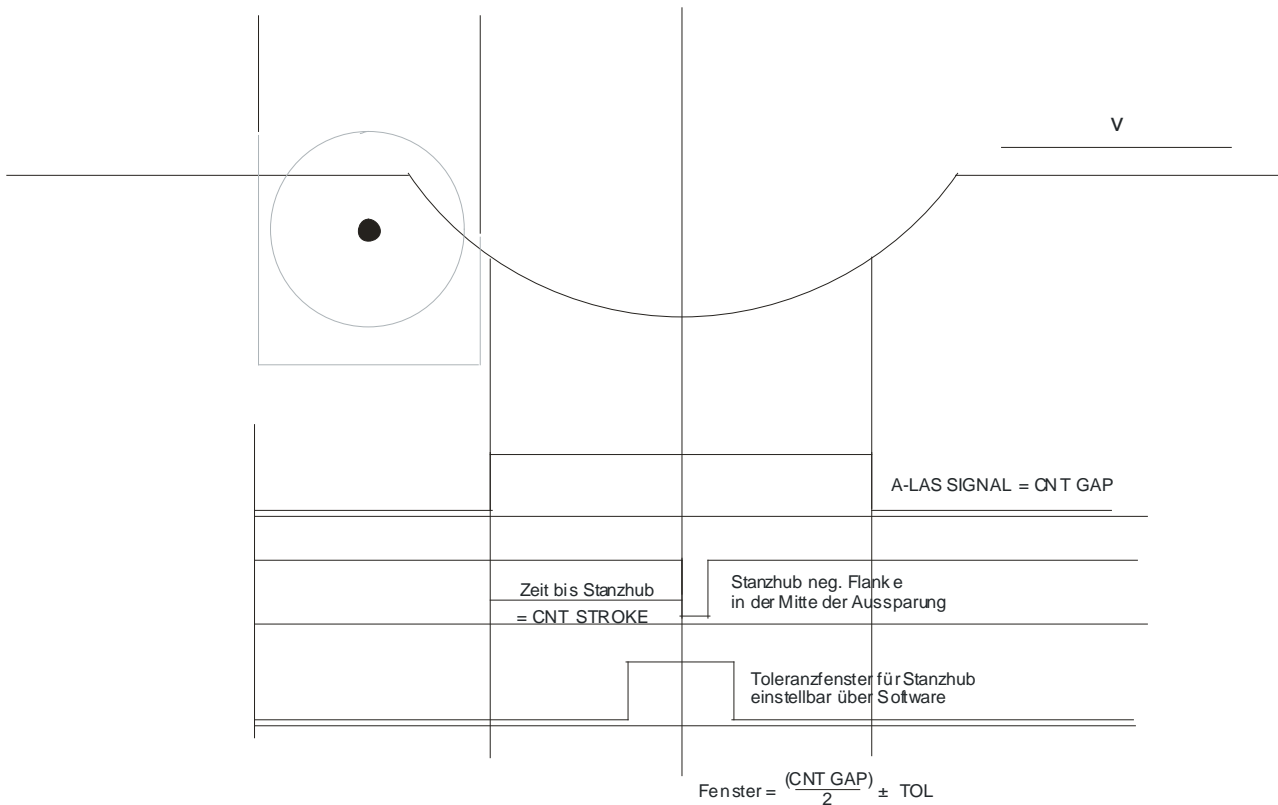 V
A-LAS SIGNAL = CNT GAP
Zeit bis Stanzhub
= CNT STROKE
Stanzhub neg. Flanke
in der Mitte der Aussparung
Toleranzfenster für Stanzhub
einstellbar über Software
Fenster = (CNT GAP)/2 ± TOL